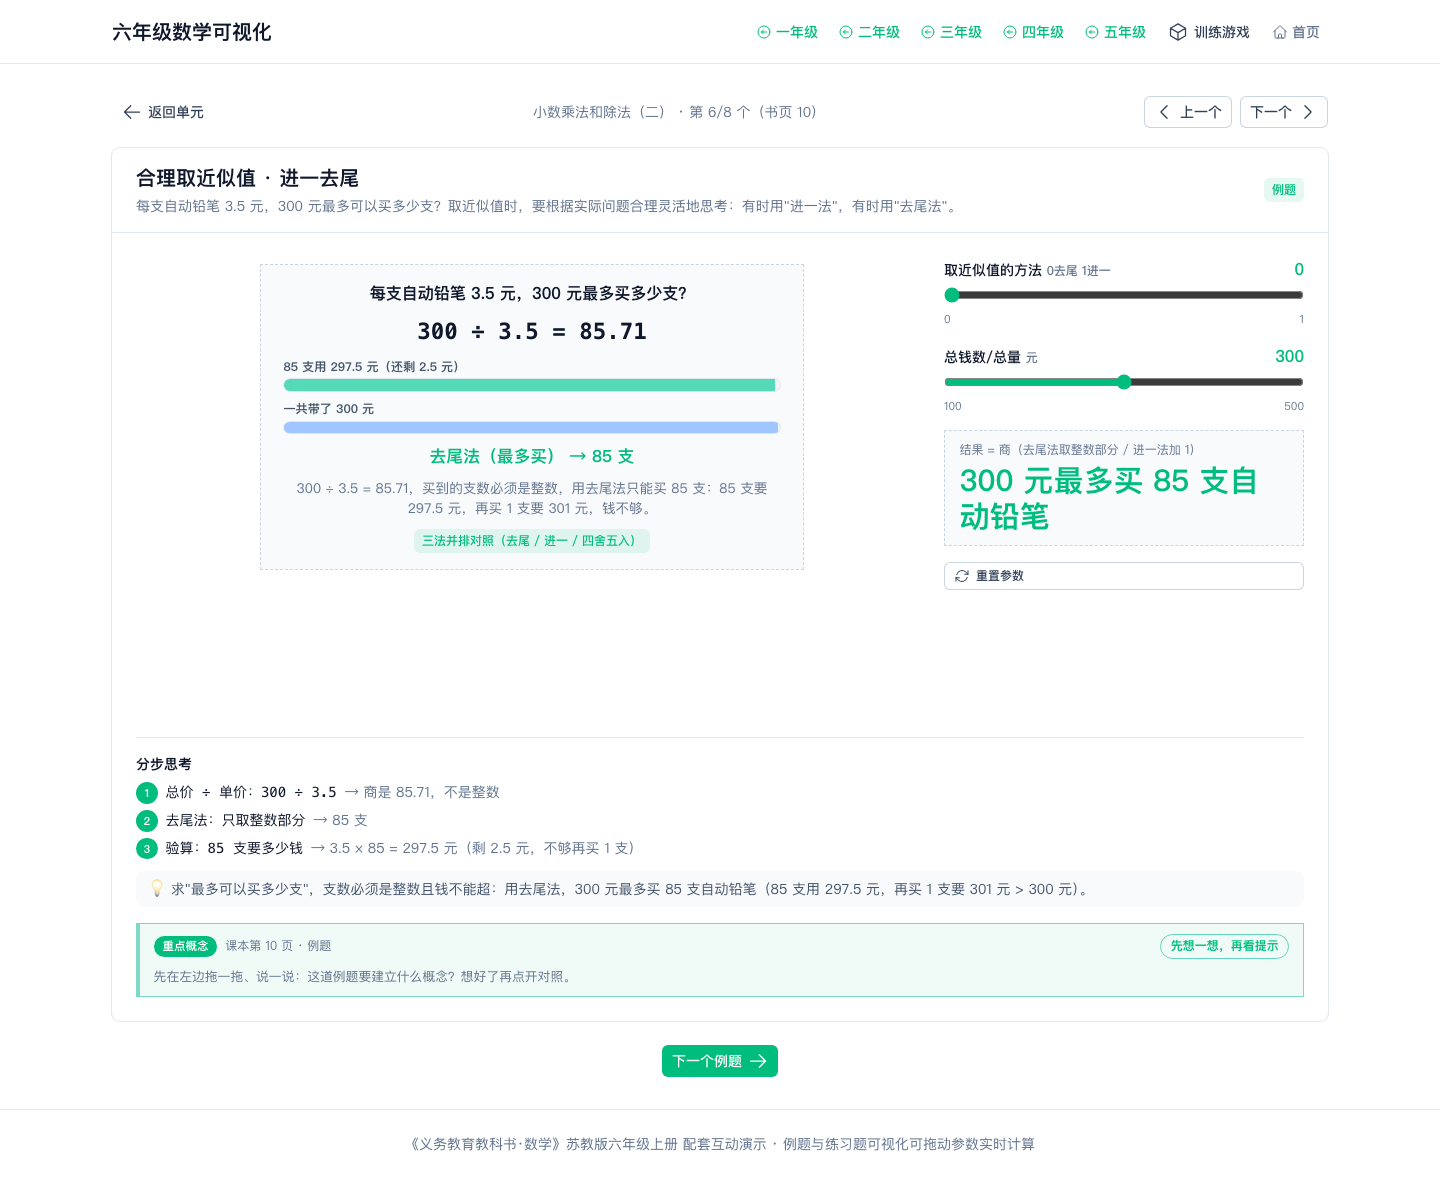 六年级数学可视化
一年级 二年级 三年级 四年级 五年级 训练游戏 首页
返回单元
小数乘法和除法（二） · 第 6/8 个（书页 10）
上一个 下一个
合理取近似值 · 进一去尾
每支自动铅笔 3.5 元，300 元最多可以买多少支？取近似值时，要根据实际问题合理灵活地思考：有时用"进一法"，有时用"去尾法"。
例题
每支自动铅笔 3.5 元，300 元最多买多少支？
300 ÷ 3.5 = 85.71
85 支用 297.5 元（还剩 2.5 元）
一共带了 300 元
去尾法（最多买） → 85 支
300 ÷ 3.5 = 85.71，买到的支数必须是整数，用去尾法只能买 85 支：85 支要
297.5 元，再买 1 支要 301 元，钱不够。
三法并排对照（去尾 / 进一 / 四舍五入）
取近似值的方法 0去尾 1进一 0
0 1
总钱数/总量 元 300
100 500
结果 = 商（去尾法取整数部分 / 进一法加 1）
300 元最多买 85 支自
动铅笔
重置参数
分步思考
1 总价 ÷ 单价：300 ÷ 3.5 → 商是 85.71，不是整数
2 去尾法：只取整数部分 → 85 支
3 验算：85 支要多少钱 → 3.5 × 85 = 297.5 元（剩 2.5 元，不够再买 1 支）
求"最多可以买多少支"，支数必须是整数且钱不能超：用去尾法，300 元最多买 85 支自动铅笔（85 支用 297.5 元，再买 1 支要 301 元 > 300 元）。
重点概念 课本第 10 页 · 例题
先想一想，再看提示
先在左边拖一拖、说一说：这道例题要建立什么概念？想好了再点开对照。
下一个例题
《义务教育教科书·数学》苏教版六年级上册 配套互动演示 · 例题与练习题可视化可拖动参数实时计算